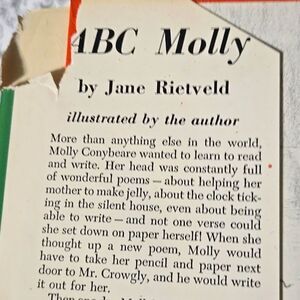 ABC Molly
by Jane Rietveld
illustrated by the author
More than anything else in the world,
Molly Conybeare wanted to learn to read
and write. Her head was constantly full
of wonderful poems — about helping her
mother to make jelly, about the clock tick-
ing in the silent house, even about being
able to write — and not one verse could
she set down on paper herself! When she
thought up a new poem, Molly would
have to take her pencil and paper next
door to Mr. Crowgly, and he would write
it out for her.